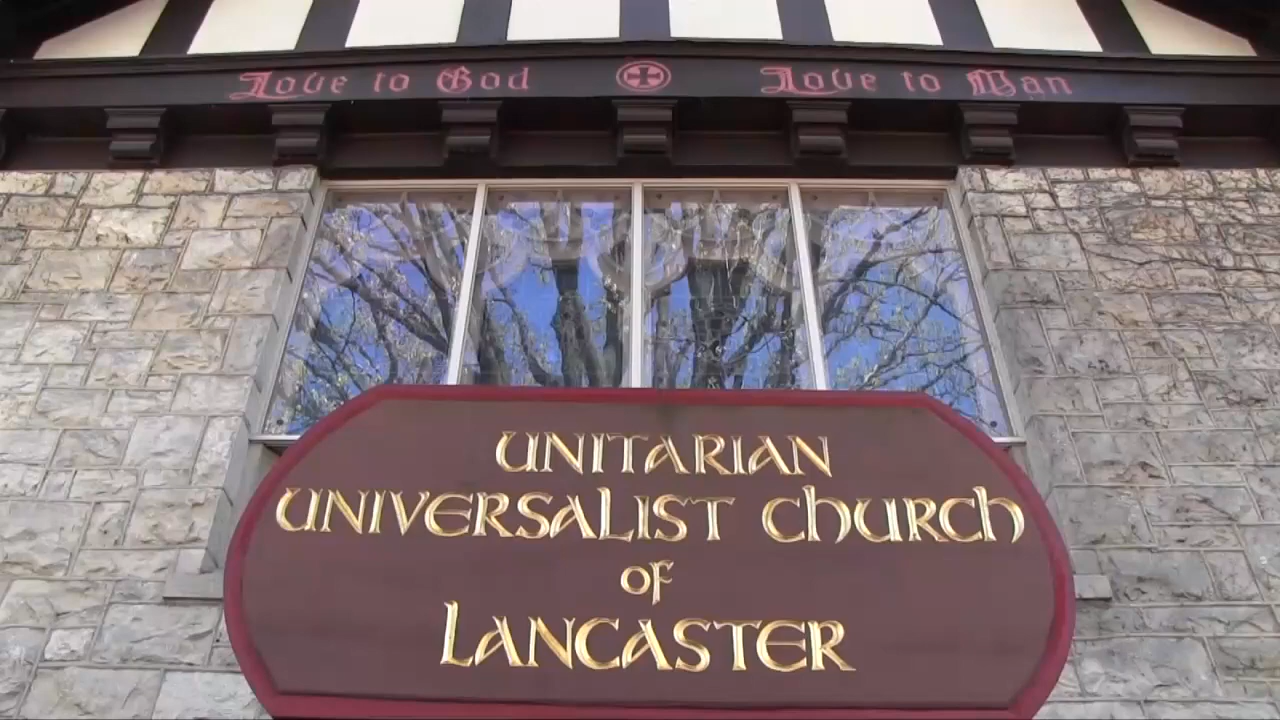 Love to God Love to Man
UNITARIAN
UNIVERSALIST ChURCh
OF
LANCASTER